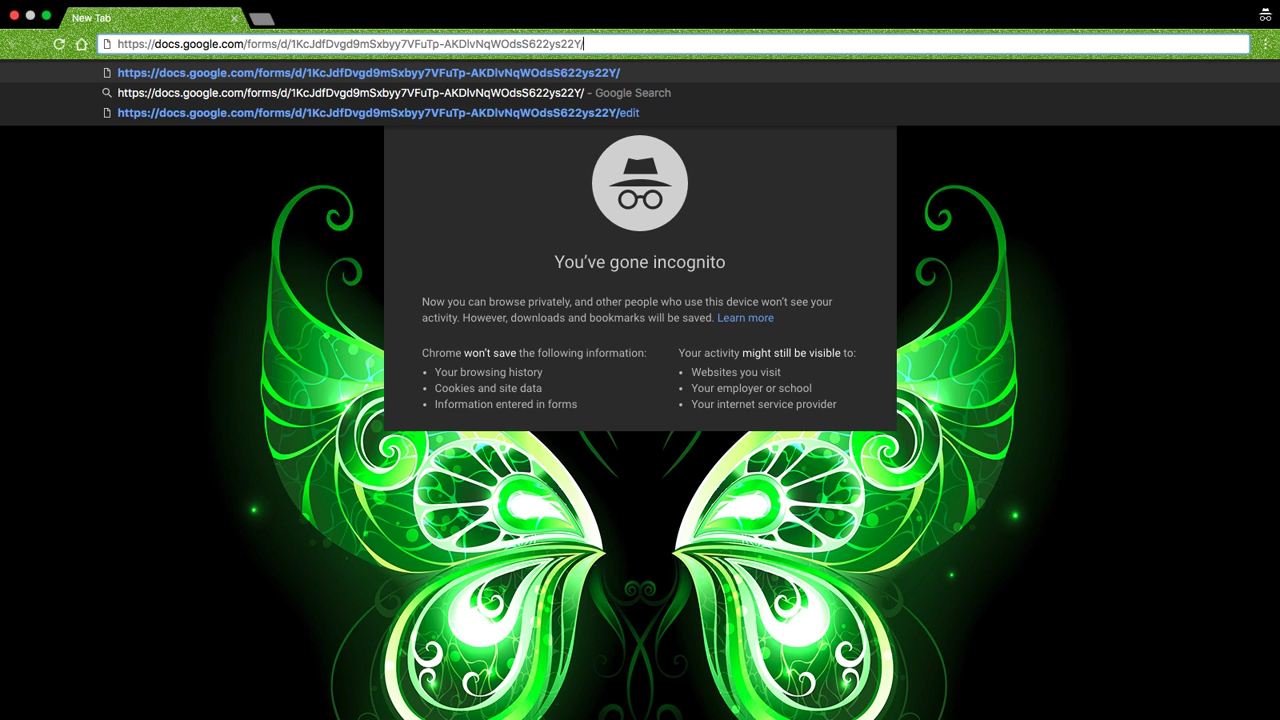 New Tab
https://docs.google.com/forms/d/1KcJdfDvgd9mSxbyy7VFuTp-AKDlvNqWOdsS622ys22Y/
https://docs.google.com/forms/d/1KcJdfDvgd9mSxbyy7VFuTp-AKDlvNqWOdsS622ys22Y/
https://docs.google.com/forms/d/1KcJdfDvgd9mSxbyy7VFuTp-AKDlvNqWOdsS622ys22Y/ - Google Search
https://docs.google.com/forms/d/1KcJdfDvgd9mSxbyy7VFuTp-AKDlvNqWOdsS622ys22Y/edit
You've gone incognito
Now you can browse privately, and other people who use this device won't see your
activity. However, downloads and bookmarks will be saved. Learn more
Chrome won't save the following information:
• Your browsing history
• Cookies and site data
• Information entered in forms
Your activity might still be visible to:
• Websites you visit
• Your employer or school
• Your internet service provider